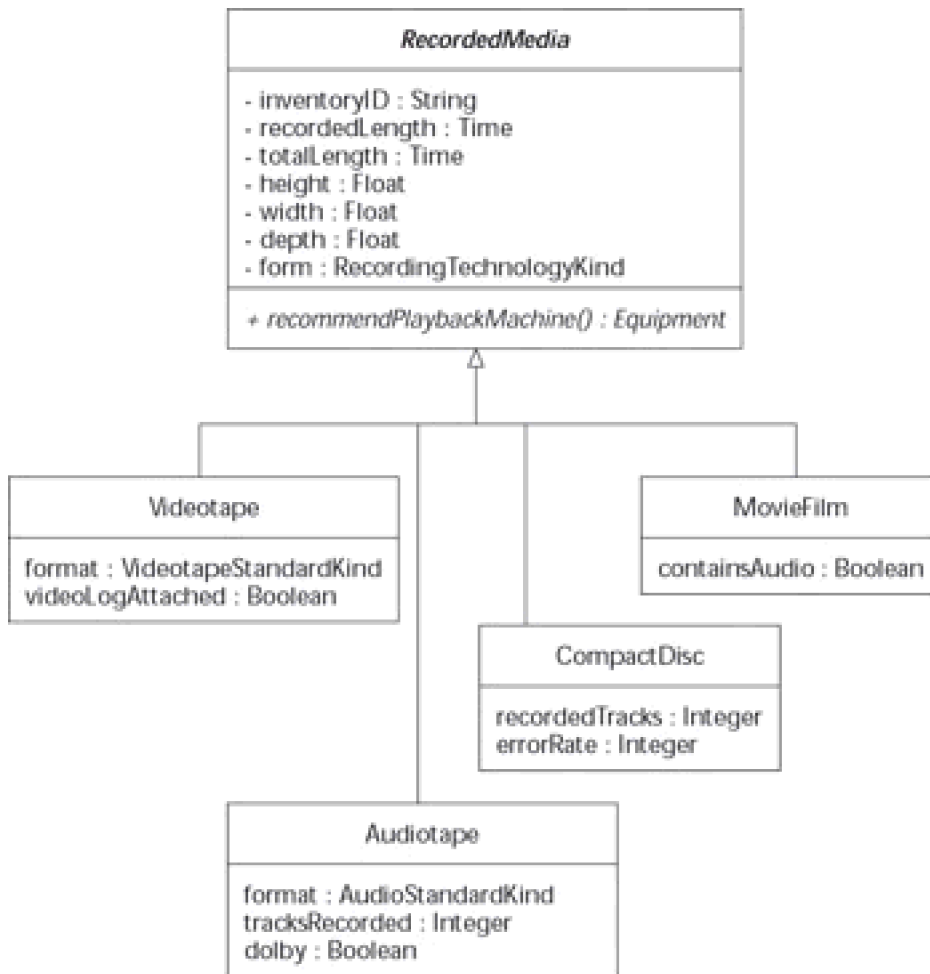 RecordedMedia
- inventoryID : String
- recordedLength : Time
- totalLength : Time
- height : Float
- width : Float
- depth : Float
- form : RecordingTechnologyKind
+ recommendPlaybackMachine() : Equipment
Videotape
format : VideotapeStandardKind
videoLogAttached : Boolean
MovieFilm
containsAudio : Boolean
CompactDisc
recordedTracks : Integer
errorRate : Integer
Audiotape
format : AudioStandardKind
tracksRecorded : Integer
dolby : Boolean